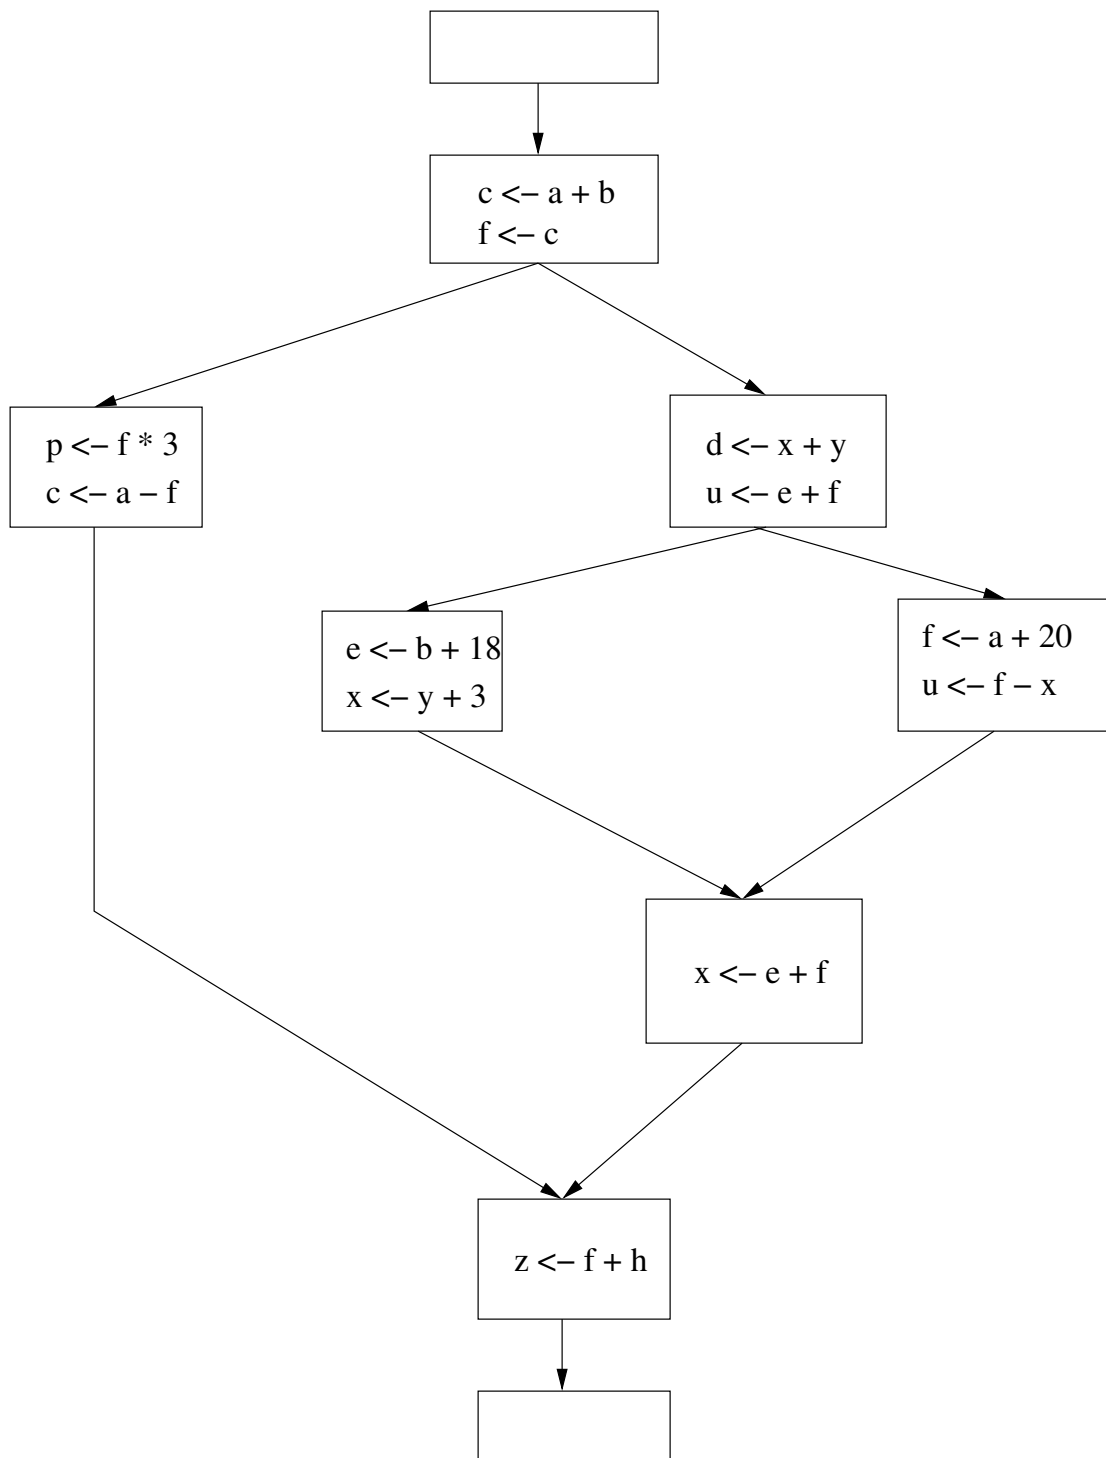 c <– a + b
f <– c
p <– f * 3
c <– a – f
d <– x + y
u <– e + f
e <– b + 18
x <– y + 3
f <– a + 20
u <– f – x
x <– e + f
z <– f + h